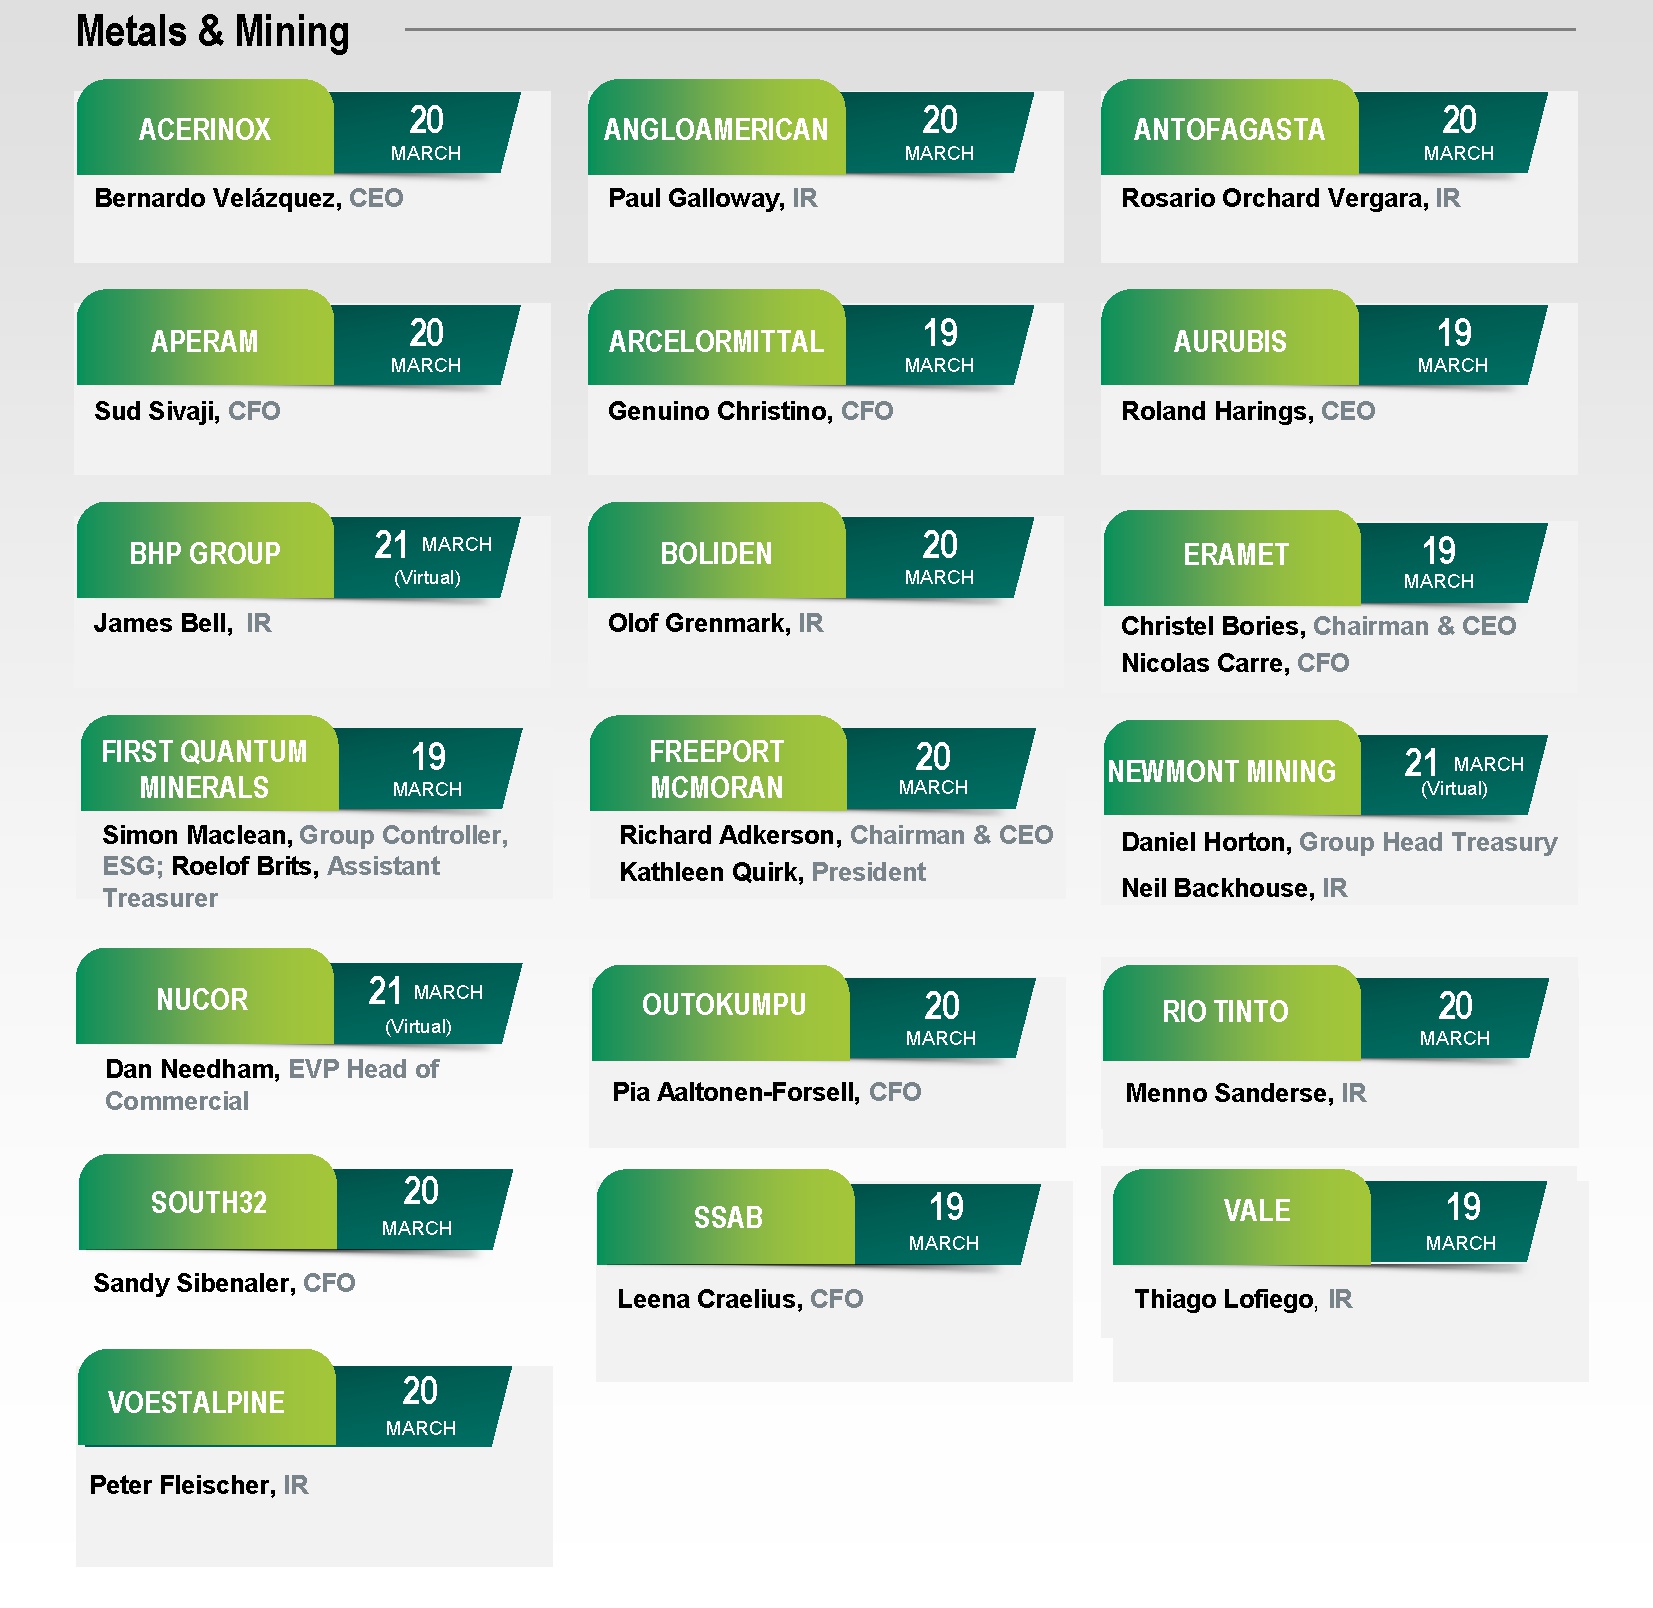 Metals & Mining
ACERINOX
20
MARCH
Bernardo Velázquez, CEO
ANGLOAMERICAN
20
MARCH
Paul Galloway, IR
ANTOFAGASTA
20
MARCH
Rosario Orchard Vergara, IR
APERAM
20
MARCH
Sud Sivaji, CFO
ARCELORMITTAL
19
MARCH
Genuino Christino, CFO
AURUBIS
19
MARCH
Roland Harings, CEO
BHP GROUP
21 MARCH
(Virtual)
James Bell, IR
BOLIDEN
20
MARCH
Olof Grenmark, IR
ERAMET
19
MARCH
Christel Bories, Chairman & CEO
Nicolas Carre, CFO
FIRST QUANTUM
MINERALS
19
MARCH
Simon Maclean, Group Controller,
ESG; Roelof Brits, Assistant
Treasurer
FREEPORT
MCMORAN
20
MARCH
Richard Adkerson, Chairman & CEO
Kathleen Quirk, President
NEWMONT MINING
21 MARCH
(Virtual)
Daniel Horton, Group Head Treasury
Neil Backhouse, IR
NUCOR
21 MARCH
(Virtual)
Dan Needham, EVP Head of
Commercial
OUTOKUMPU
20
MARCH
Pia Aaltonen-Forsell, CFO
RIO TINTO
20
MARCH
Menno Sanderse, IR
SOUTH32
20
MARCH
Sandy Sibenaler, CFO
SSAB
19
MARCH
Leena Craelius, CFO
VALE
19
MARCH
Thiago Lofiego, IR
VOESTALPINE
20
MARCH
Peter Fleischer, IR